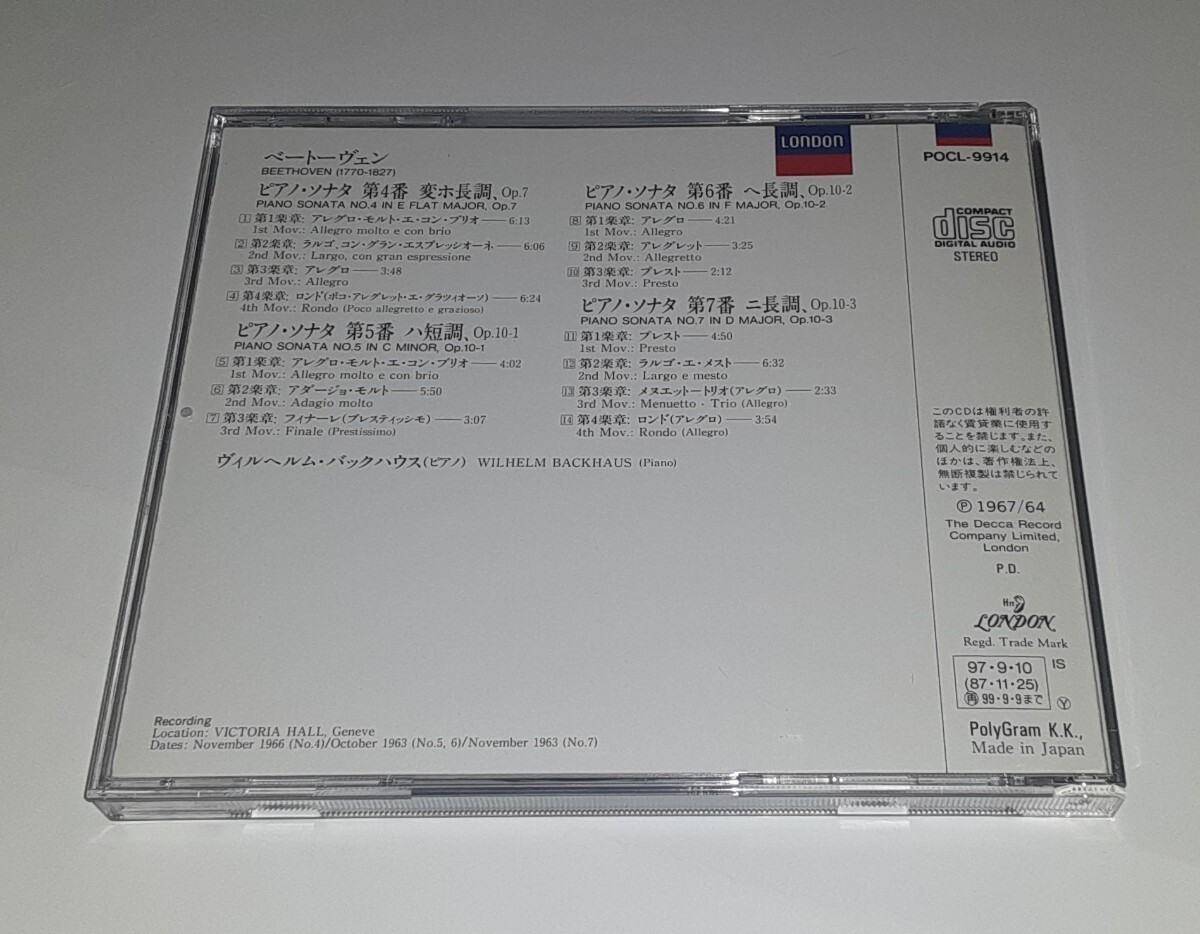 ベートーヴェン
BEETHOVEN (1770-1827)
ピアノ・ソナタ 第4番 変ホ長調、Op.7
PIANO SONATA NO.4 IN E FLAT MAJOR, Op.7
1 第1楽章: アレグロ・モルト・エ・コン・ブリオ——6:13
1st Mov.: Allegro molto e con brio
2 第2楽章: ラルゴ、コン・グラン・エスプレッシオーネ——6:06
2nd Mov.: Largo, con gran espressione
3 第3楽章: アレグロ——3:48
3rd Mov.: Allegro
4 第4楽章: ロンド(ポコ・アレグレット・エ・グラツィオーソ)——6:24
4th Mov.: Rondo (Poco allegretto e grazioso)
ピアノ・ソナタ 第5番 ハ短調、Op.10-1
PIANO SONATA NO.5 IN C MINOR, Op.10-1
5 第1楽章: アレグロ・モルト・エ・コン・ブリオ——4:02
1st Mov.: Allegro molto e con brio
6 第2楽章: アダージョ・モルト——5:50
2nd Mov.: Adagio molto
7 第3楽章: フィナーレ(プレスティッシモ)——3:07
3rd Mov.: Finale (Prestissimo)
ピアノ・ソナタ 第6番 ヘ長調、Op.10-2
PIANO SONATA NO.6 IN F MAJOR, Op.10-2
8 第1楽章: アレグロ——4:21
1st Mov.: Allegro
9 第2楽章: アレグレット——3:25
2nd Mov.: Allegretto
10 第3楽章: プレスト——2:12
3rd Mov.: Presto
ピアノ・ソナタ 第7番 ニ長調、Op.10-3
PIANO SONATA NO.7 IN D MAJOR, Op.10-3
11 第1楽章: プレスト——4:50
1st Mov.: Presto
12 第2楽章: ラルゴ・エ・メスト——6:32
2nd Mov.: Largo e mesto
13 第3楽章: メヌエット―トリオ(アレグロ)——2:33
3rd Mov.: Menuetto - Trio (Allegro)
14 第4楽章: ロンド(アレグロ)——3:54
4th Mov.: Rondo (Allegro)
ヴィルヘルム・バックハウス(ピアノ) WILHELM BACKHAUS (Piano)
Recording
Location: VICTORIA HALL, Geneve
Dates: November 1966 (No.4)/October 1963 (No.5, 6)/November 1963 (No.7)
LONDON
POCL-9914
COMPACT
disc
DIGITAL AUDIO
STEREO
このCDは権利者の許
諾なく賃貸業に使用す
ることを禁じます。また、
個人的に楽しむなどの
ほかは、著作権法上、
無断複製は禁じられて
います。
Ⓟ 1967/64
The Decca Record
Company Limited,
London
P.D.
LONDON
Regd. Trade Mark
97・9・10 IS
(87・11・25)
再 99・9・9まで Ⓨ
PolyGram K.K.,
Made in Japan